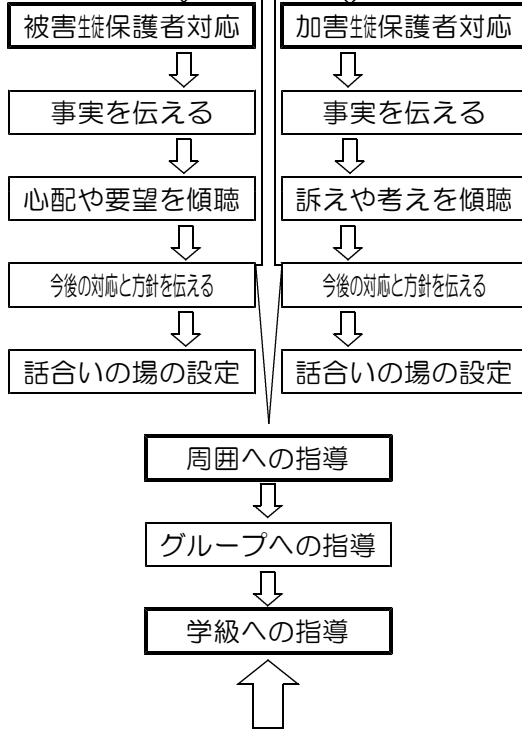 被害生徒保護者対応
事実を伝える
心配や要望を傾聴
今後の対応と方針を伝える
話合いの場の設定
加害生徒保護者対応
事実を伝える
訴えや考えを傾聴
今後の対応と方針を伝える
話合いの場の設定
周囲への指導
グループへの指導
学級への指導